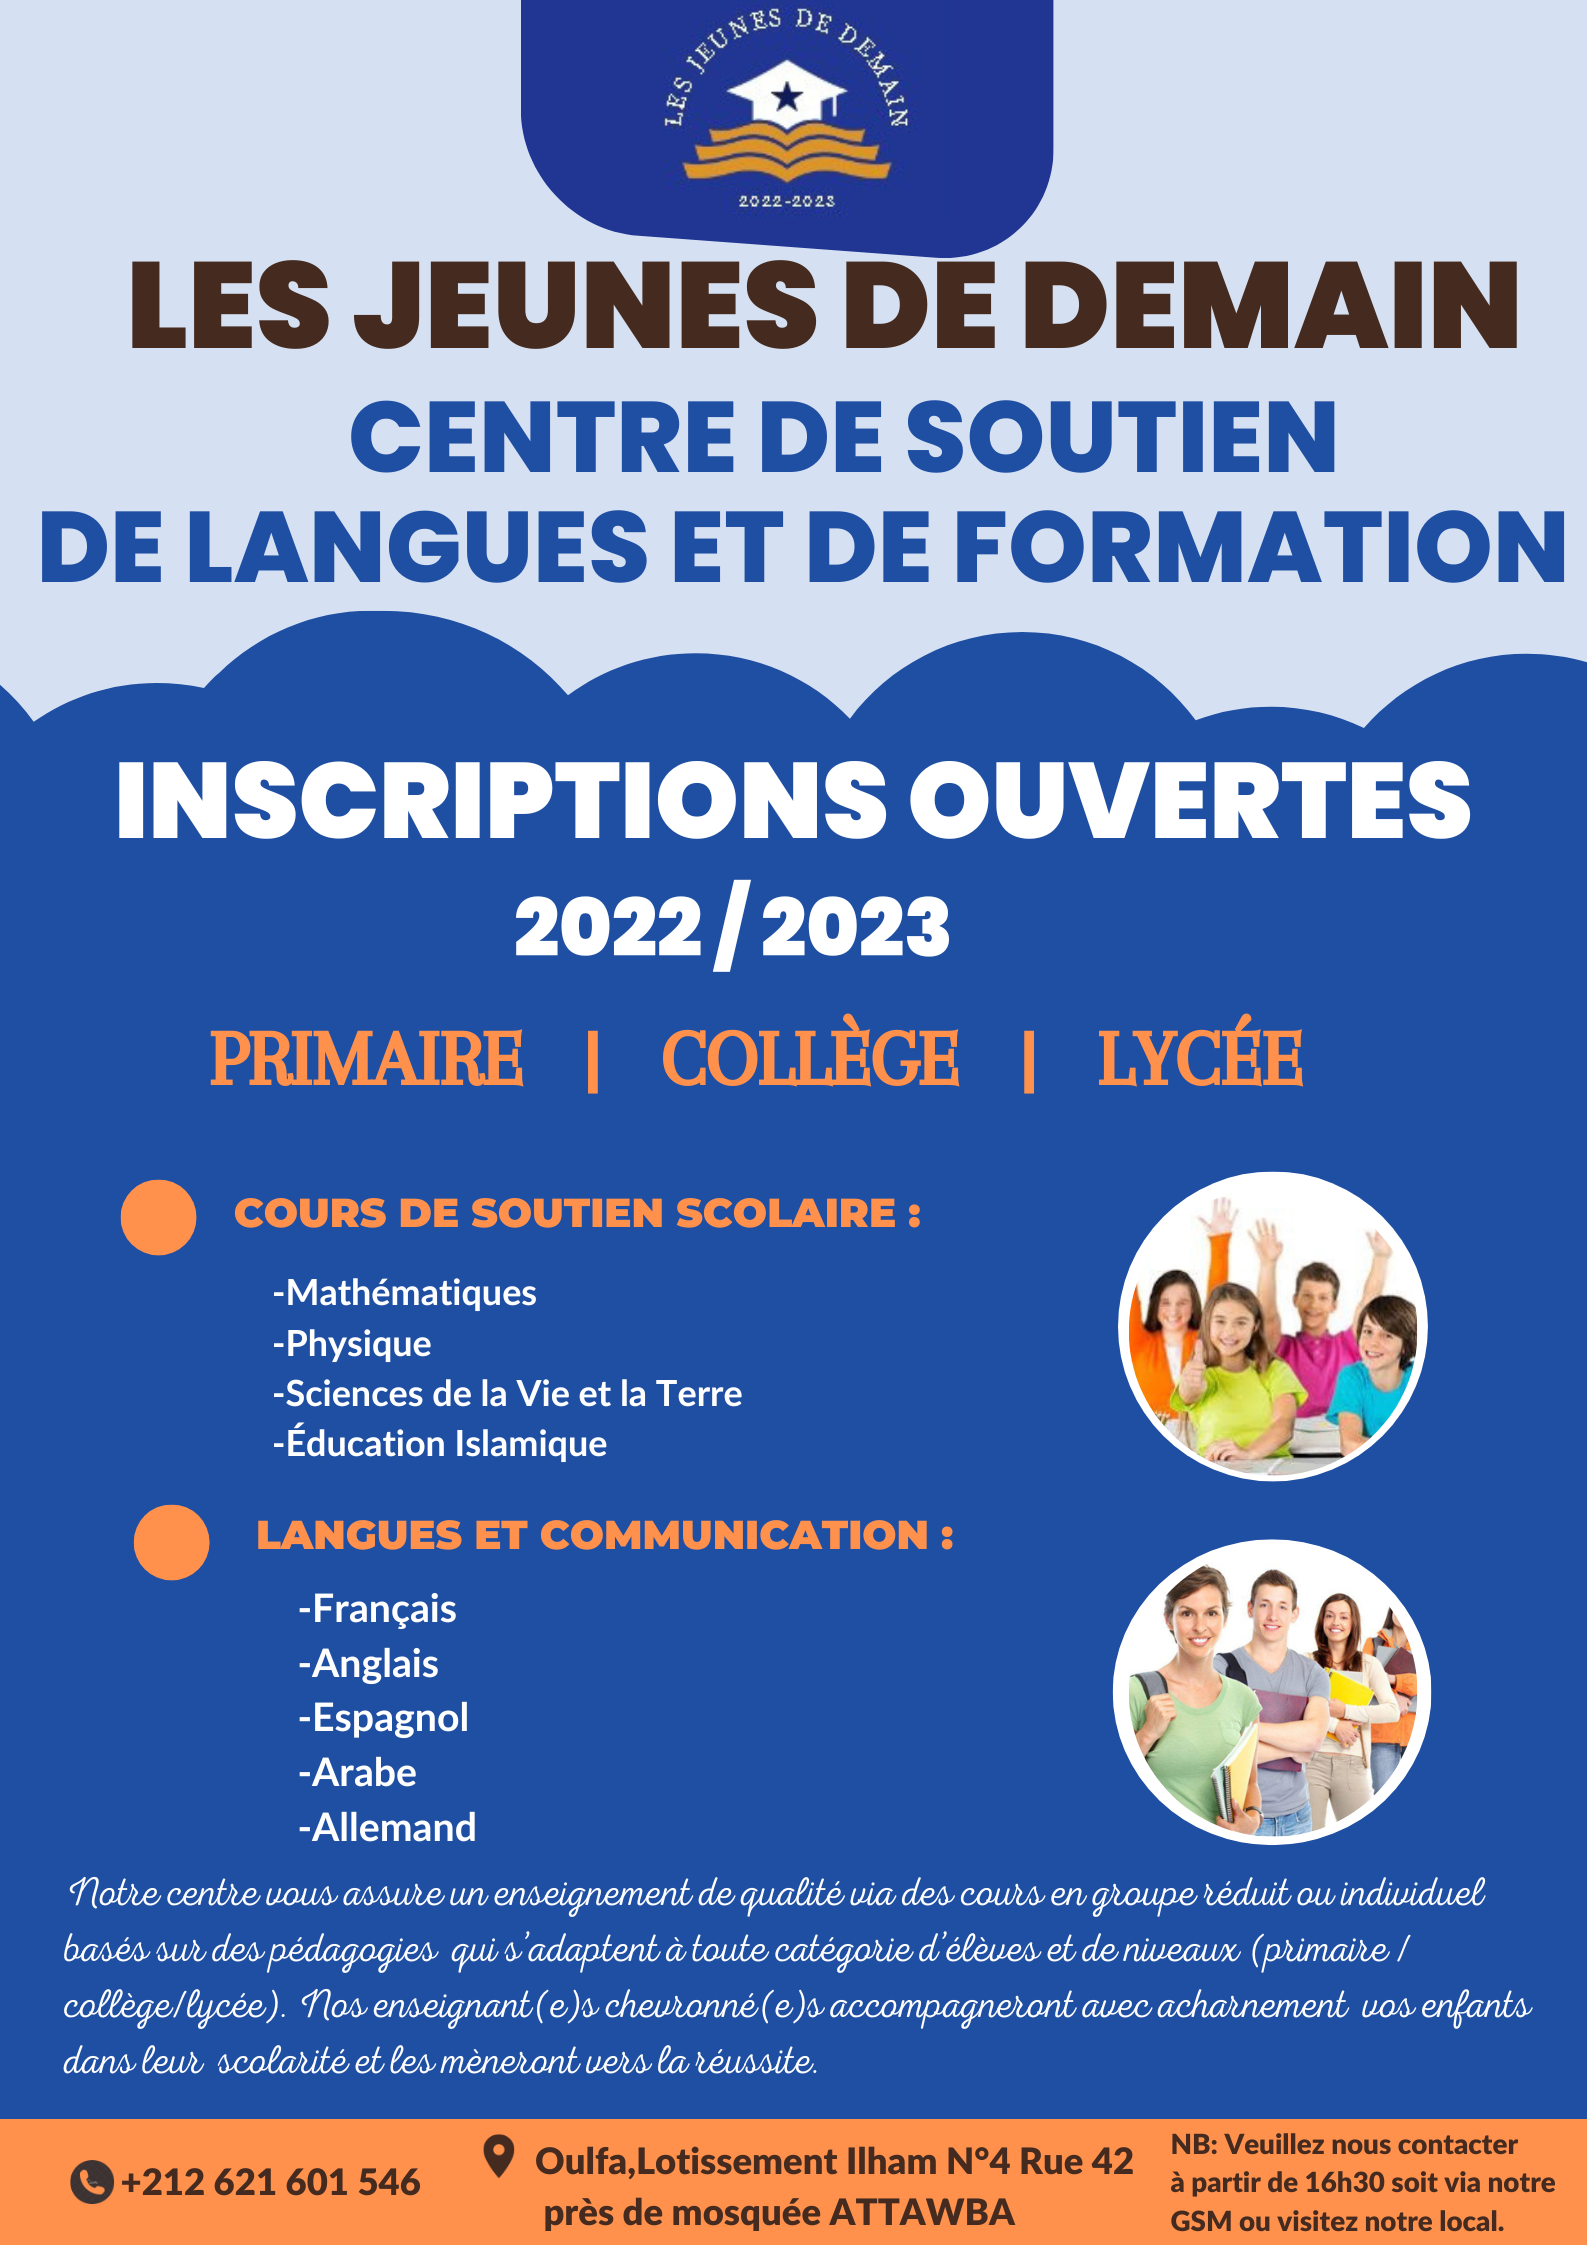 LES JEUNES DE DEMAIN
2022-2023
LES JEUNES DE DEMAIN
CENTRE DE SOUTIEN
DE LANGUES ET DE FORMATION
INSCRIPTIONS OUVERTES
2022/2023
PRIMAIRE | COLLÈGE | LYCÉE
COURS DE SOUTIEN SCOLAIRE :
-Mathématiques
-Physique
-Sciences de la Vie et la Terre
-Éducation Islamique
LANGUES ET COMMUNICATION :
-Français
-Anglais
-Espagnol
-Arabe
-Allemand
Notre centre vous assure un enseignement de qualité via des cours en groupe réduit ou individuel
basés sur des pédagogies qui s'adaptent à toute catégorie d'élèves et de niveaux (primaire /
collège/lycée). Nos enseignant(e)s chevronné(e)s accompagneront avec acharnement vos enfants
dans leur scolarité et les mèneront vers la réussite.
+212 621 601 546
Oulfa,Lotissement Ilham N°4 Rue 42
près de mosquée ATTAWBA
NB: Veuillez nous contacter
à partir de 16h30 soit via notre
GSM ou visitez notre local.